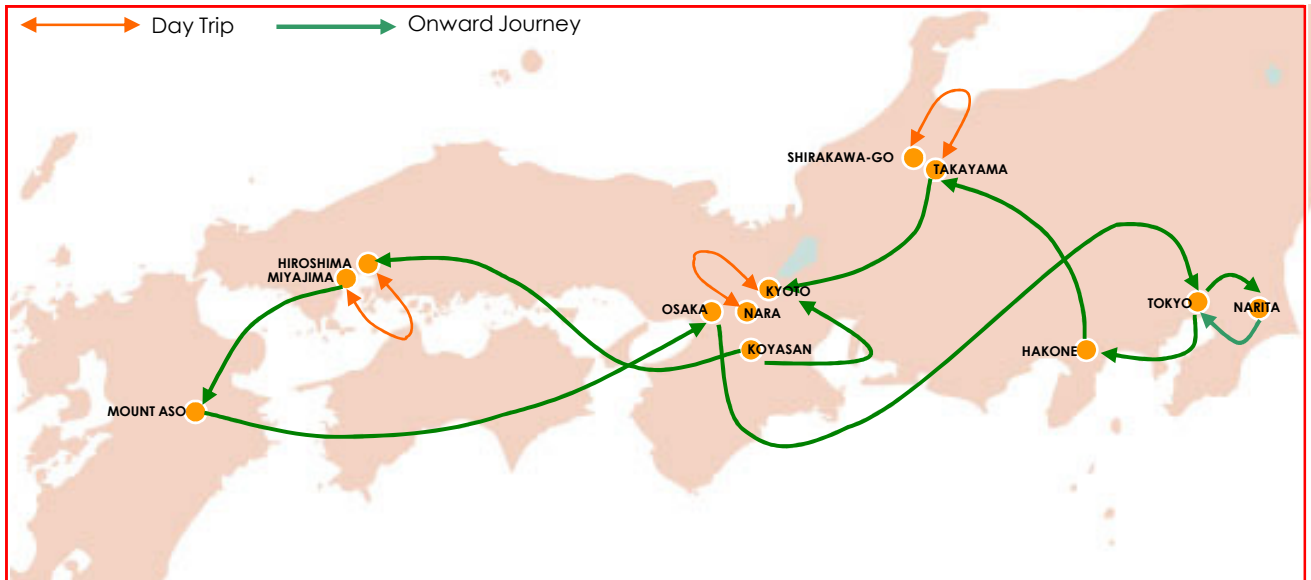 Day Trip
Onward Journey
SHIRAKAWA-GO
TAKAYAMA
HIROSHIMA
MIYAJIMA
KYOTO
OSAKA
NARA
TOKYO
NARITA
KOYASAN
HAKONE
MOUNT ASO